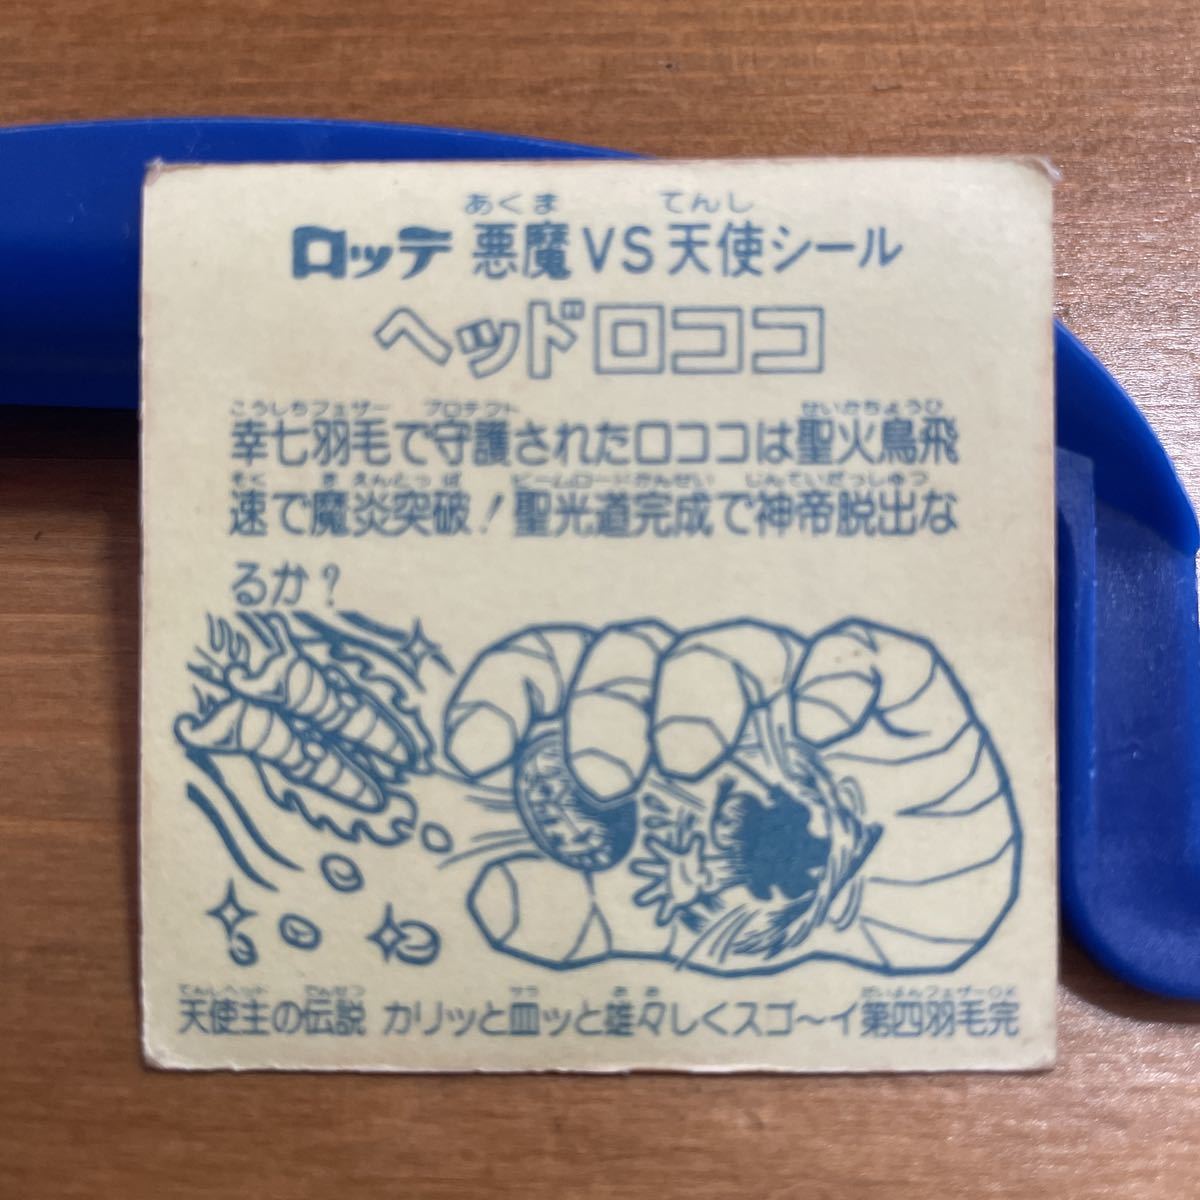 あくま てんし
ロッテ 悪魔VS天使シール
ヘッドロココ
こうしちフェザー プロテクト せいかちょうひ
幸七羽毛で守護されたロココは聖火鳥飛
そく まえんとっぱ ビームロードかんせい しんていだっしゅつ
速で魔炎突破!聖光道完成で神帝脱出な
るか?
てんしヘッド でんせつ サラ おお だいよんフェザーOK
天使主の伝説 カリッと皿ッと雄々しくスゴ〜イ第四羽毛完